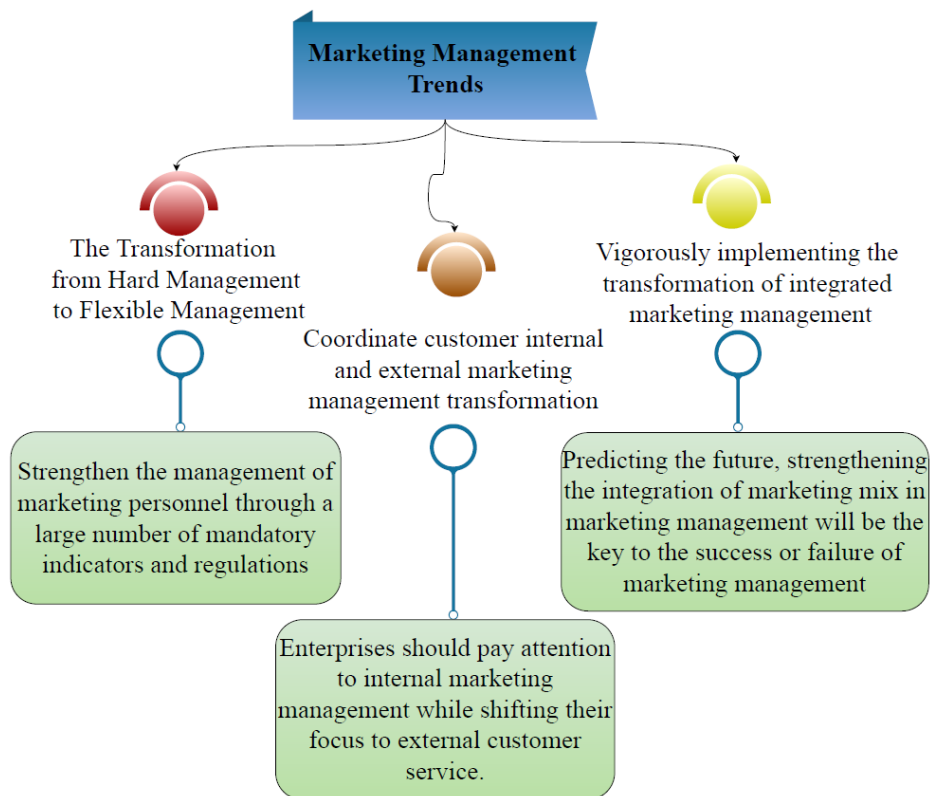 Marketing Management
Trends
The Transformation
from Hard Management
to Flexible Management
Coordinate customer internal
and external marketing
management transformation
Vigorously implementing the
transformation of integrated
marketing management
Strengthen the management of
marketing personnel through a
large number of mandatory
indicators and regulations
Enterprises should pay attention
to internal marketing
management while shifting their
focus to external customer
service.
Predicting the future, strengthening
the integration of marketing mix in
marketing management will be the
key to the success or failure of
marketing management